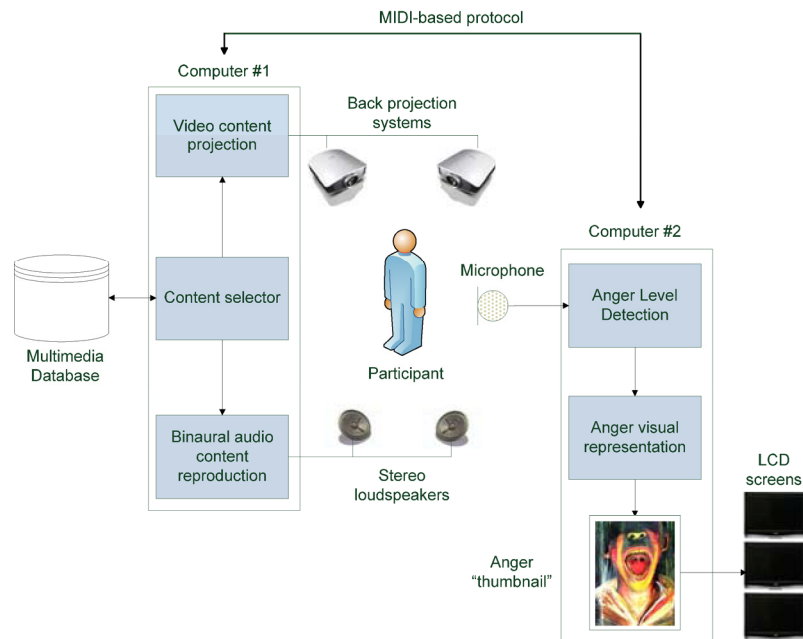 MIDI-based protocol
Computer #1
Video content
projection
Back projection
systems
Computer #2
Content selector
Microphone
Anger Level
Detection
Multimedia
Database
Participant
Binaural audio
content
reproduction
Stereo
loudspeakers
Anger visual
representation
LCD
screens
Anger
“thumbnail”